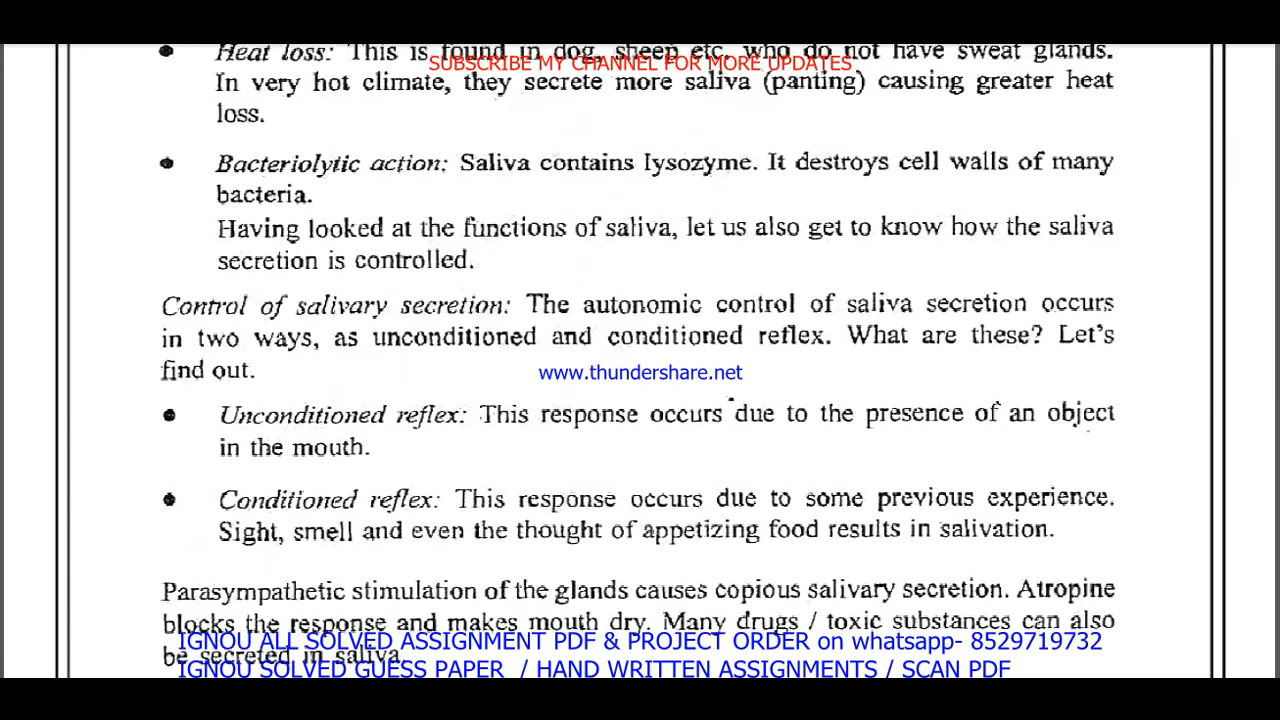 • Heat loss: This is found in dog, sheep etc. who do not have sweat glands.
SUBSCRIBE MY CHANNEL FOR MORE UPDATES
In very hot climate, they secrete more saliva (panting) causing greater heat
loss.
• Bacteriolytic action: Saliva contains lysozyme. It destroys cell walls of many
bacteria.
Having looked at the functions of saliva, let us also get to know how the saliva
secretion is controlled.
Control of salivary secretion: The autonomic control of saliva secretion occurs
in two ways, as unconditioned and conditioned reflex. What are these? Let's
find out.
www.thundershare.net
• Unconditioned reflex: This response occurs due to the presence of an object
in the mouth.
• Conditioned reflex: This response occurs due to some previous experience.
Sight, smell and even the thought of appetizing food results in salivation.
Parasympathetic stimulation of the glands causes copious salivary secretion. Atropine
blocks the response and makes mouth dry. Many drugs / toxic substances can also
IGNOU ALL SOLVED ASSIGNMENT PDF & PROJECT ORDER on whatsapp- 8529719732
be secreted in saliva.
IGNOU SOLVED GUESS PAPER / HAND WRITTEN ASSIGNMENTS / SCAN PDF